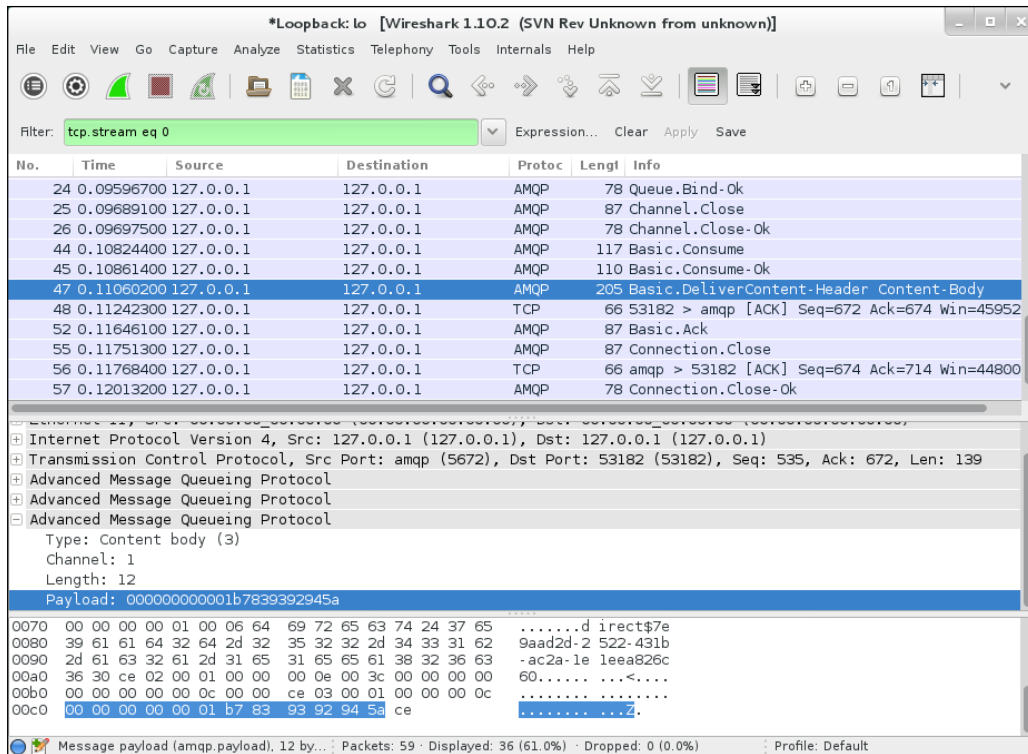 *Loopback: lo [Wireshark 1.10.2 (SVN Rev Unknown from unknown)]
File Edit View Go Capture Analyze Statistics Telephony Tools Internals Help
Filter: tcp.stream eq 0 Expression... Clear Apply Save
No. Time Source Destination Protoc Lengt Info
24 0.09596700 127.0.0.1 127.0.0.1 AMQP 78 Queue.Bind-Ok
25 0.09689100 127.0.0.1 127.0.0.1 AMQP 87 Channel.Close
26 0.09697500 127.0.0.1 127.0.0.1 AMQP 78 Channel.Close-Ok
44 0.10824400 127.0.0.1 127.0.0.1 AMQP 117 Basic.Consume
45 0.10861400 127.0.0.1 127.0.0.1 AMQP 110 Basic.Consume-Ok
47 0.11060200 127.0.0.1 127.0.0.1 AMQP 205 Basic.DeliverContent-Header Content-Body
48 0.11242300 127.0.0.1 127.0.0.1 TCP 66 53182 > amqp [ACK] Seq=672 Ack=674 Win=45952
52 0.11646100 127.0.0.1 127.0.0.1 AMQP 87 Basic.Ack
55 0.11751300 127.0.0.1 127.0.0.1 AMQP 87 Connection.Close
56 0.11768400 127.0.0.1 127.0.0.1 TCP 66 amqp > 53182 [ACK] Seq=674 Ack=714 Win=44800
57 0.12013200 127.0.0.1 127.0.0.1 AMQP 78 Connection.Close-Ok
Internet Protocol Version 4, Src: 127.0.0.1 (127.0.0.1), Dst: 127.0.0.1 (127.0.0.1)
Transmission Control Protocol, Src Port: amqp (5672), Dst Port: 53182 (53182), Seq: 535, Ack: 672, Len: 139
Advanced Message Queueing Protocol
Advanced Message Queueing Protocol
Advanced Message Queueing Protocol
Type: Content body (3)
Channel: 1
Length: 12
Payload: 000000000001b7839392945a
0070 00 00 00 00 01 00 06 64 69 72 65 63 74 24 37 65 .......d irect$7e
0080 39 61 61 64 32 64 2d 32 35 32 32 2d 34 33 31 62 9aad2d-2 522-431b
0090 2d 61 63 32 61 2d 31 65 31 65 65 61 38 32 36 63 -ac2a-1e 1eea826c
00a0 36 30 ce 02 00 01 00 00 00 0e 00 3c 00 00 00 00 60...... ...<....
00b0 00 00 00 00 00 0c 00 00 ce 03 00 01 00 00 00 0c ........ ........
00c0 00 00 00 00 00 01 b7 83 93 92 94 5a ce ........ ...Z.
Message payload (amqp.payload), 12 by... Packets: 59 · Displayed: 36 (61.0%) · Dropped: 0 (0.0%) Profile: Default